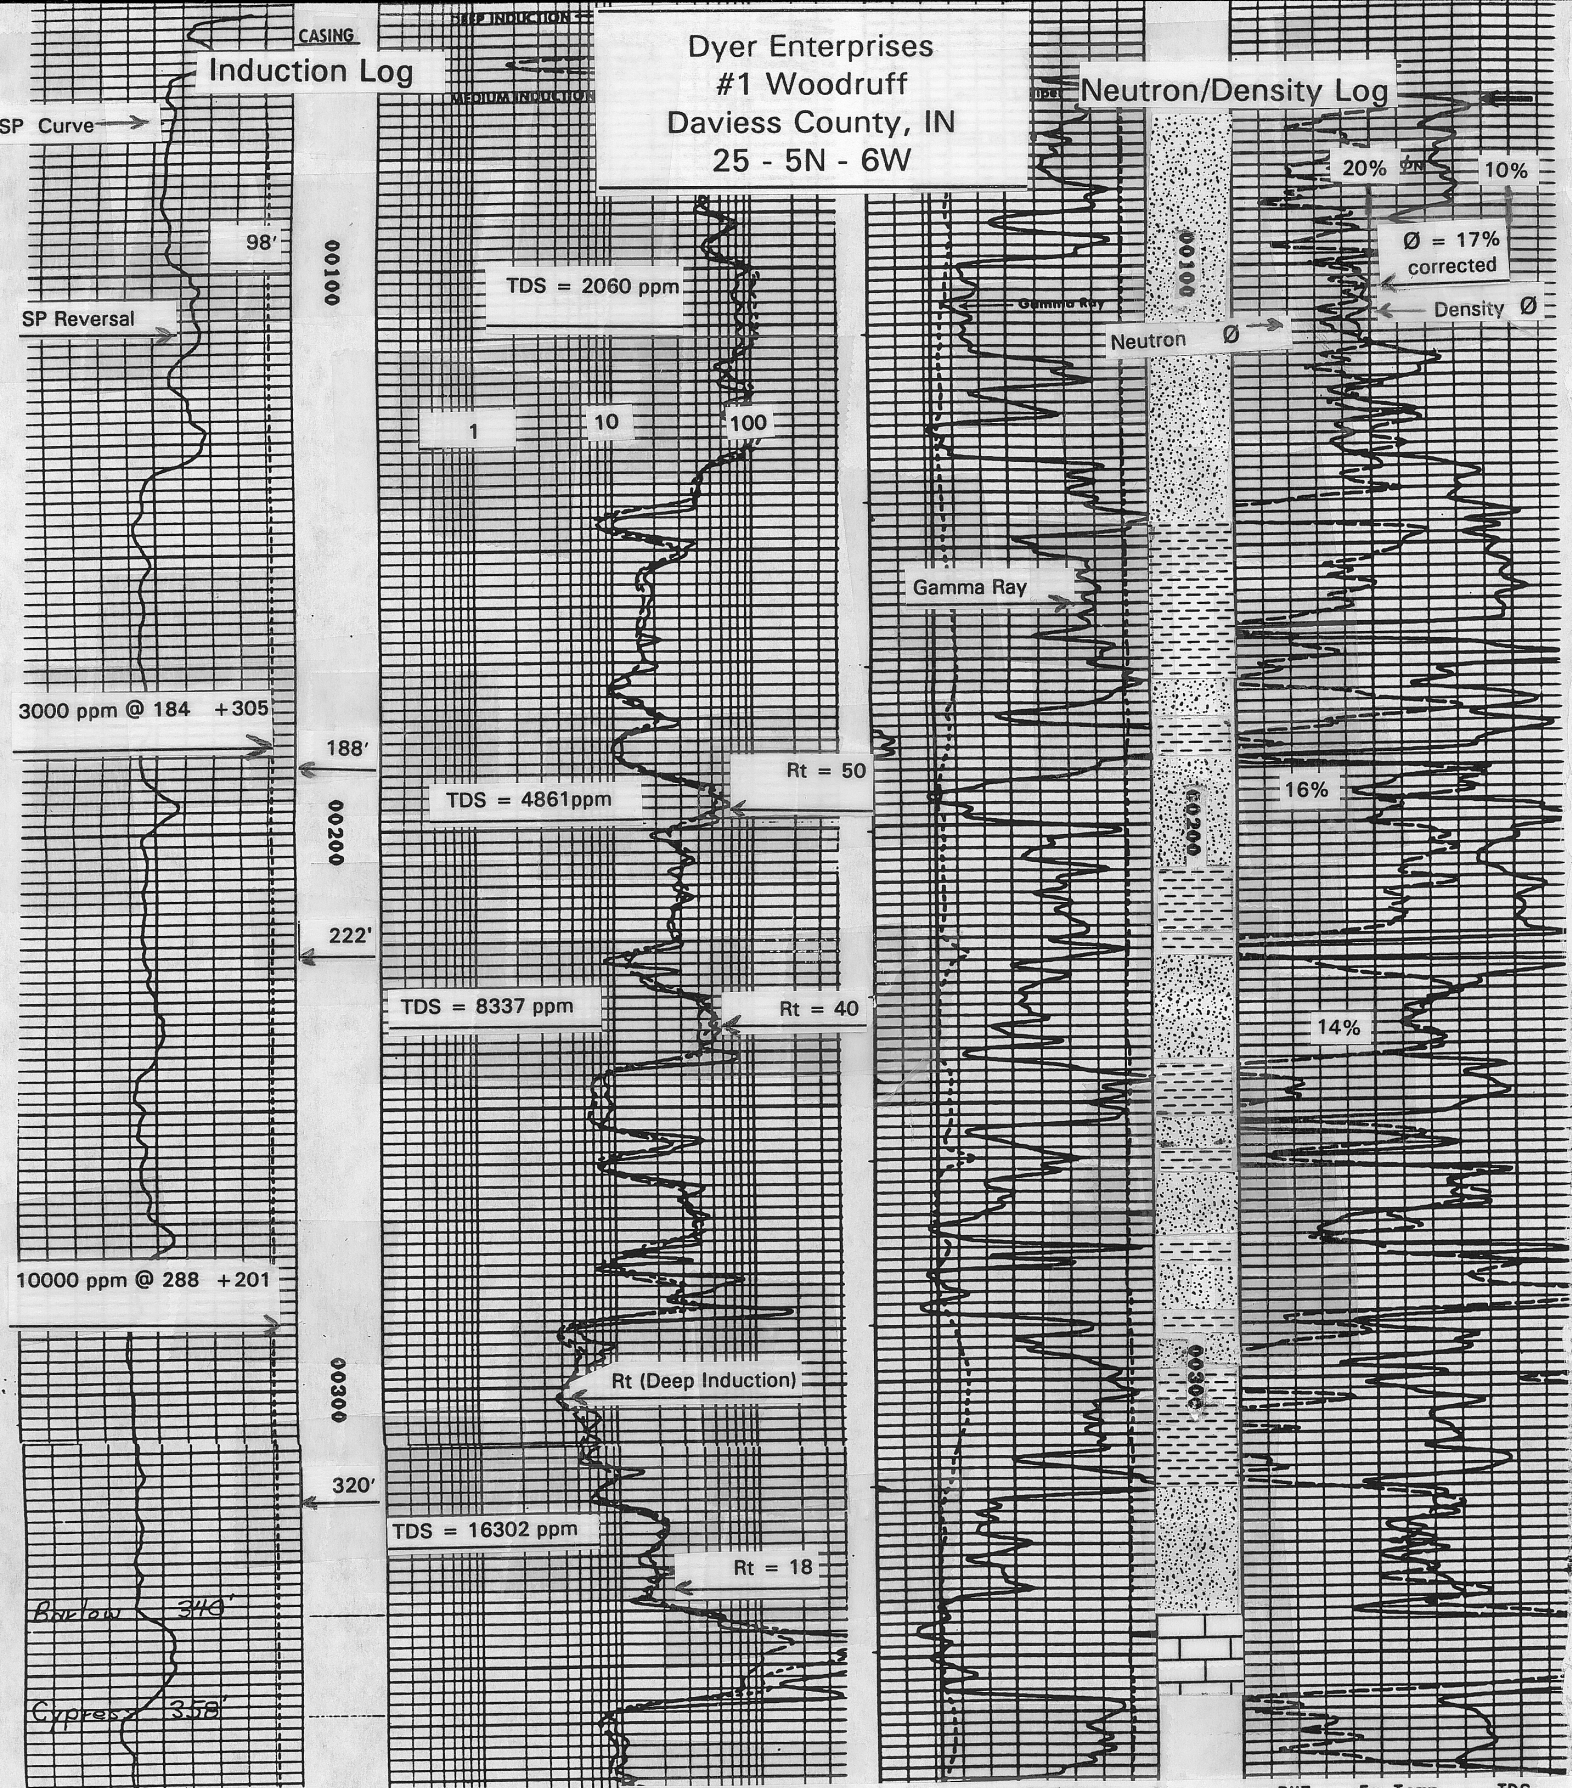 DEEP INDUCTION
CASING
Induction Log
MEDIUM INDUCTION
Dyer Enterprises
#1 Woodruff
Daviess County, IN
25 - 5N - 6W
Neutron/Density Log
SP Curve
20%
ϕN
10%
98'
00100
00100
Ø = 17%
corrected
TDS = 2060 ppm
Gamma Ray
Density Ø
SP Reversal
Neutron Ø
1
10
100
Gamma Ray
3000 ppm @ 184 +305
188'
Rt = 50
TDS = 4861ppm
16%
00200
00200
222'
TDS = 8337 ppm
Rt = 40
14%
10000 ppm @ 288 +201
00300
00300
Rt (Deep Induction)
320'
TDS = 16302 ppm
Rt = 18
Barlow 340'
Cypress 358'